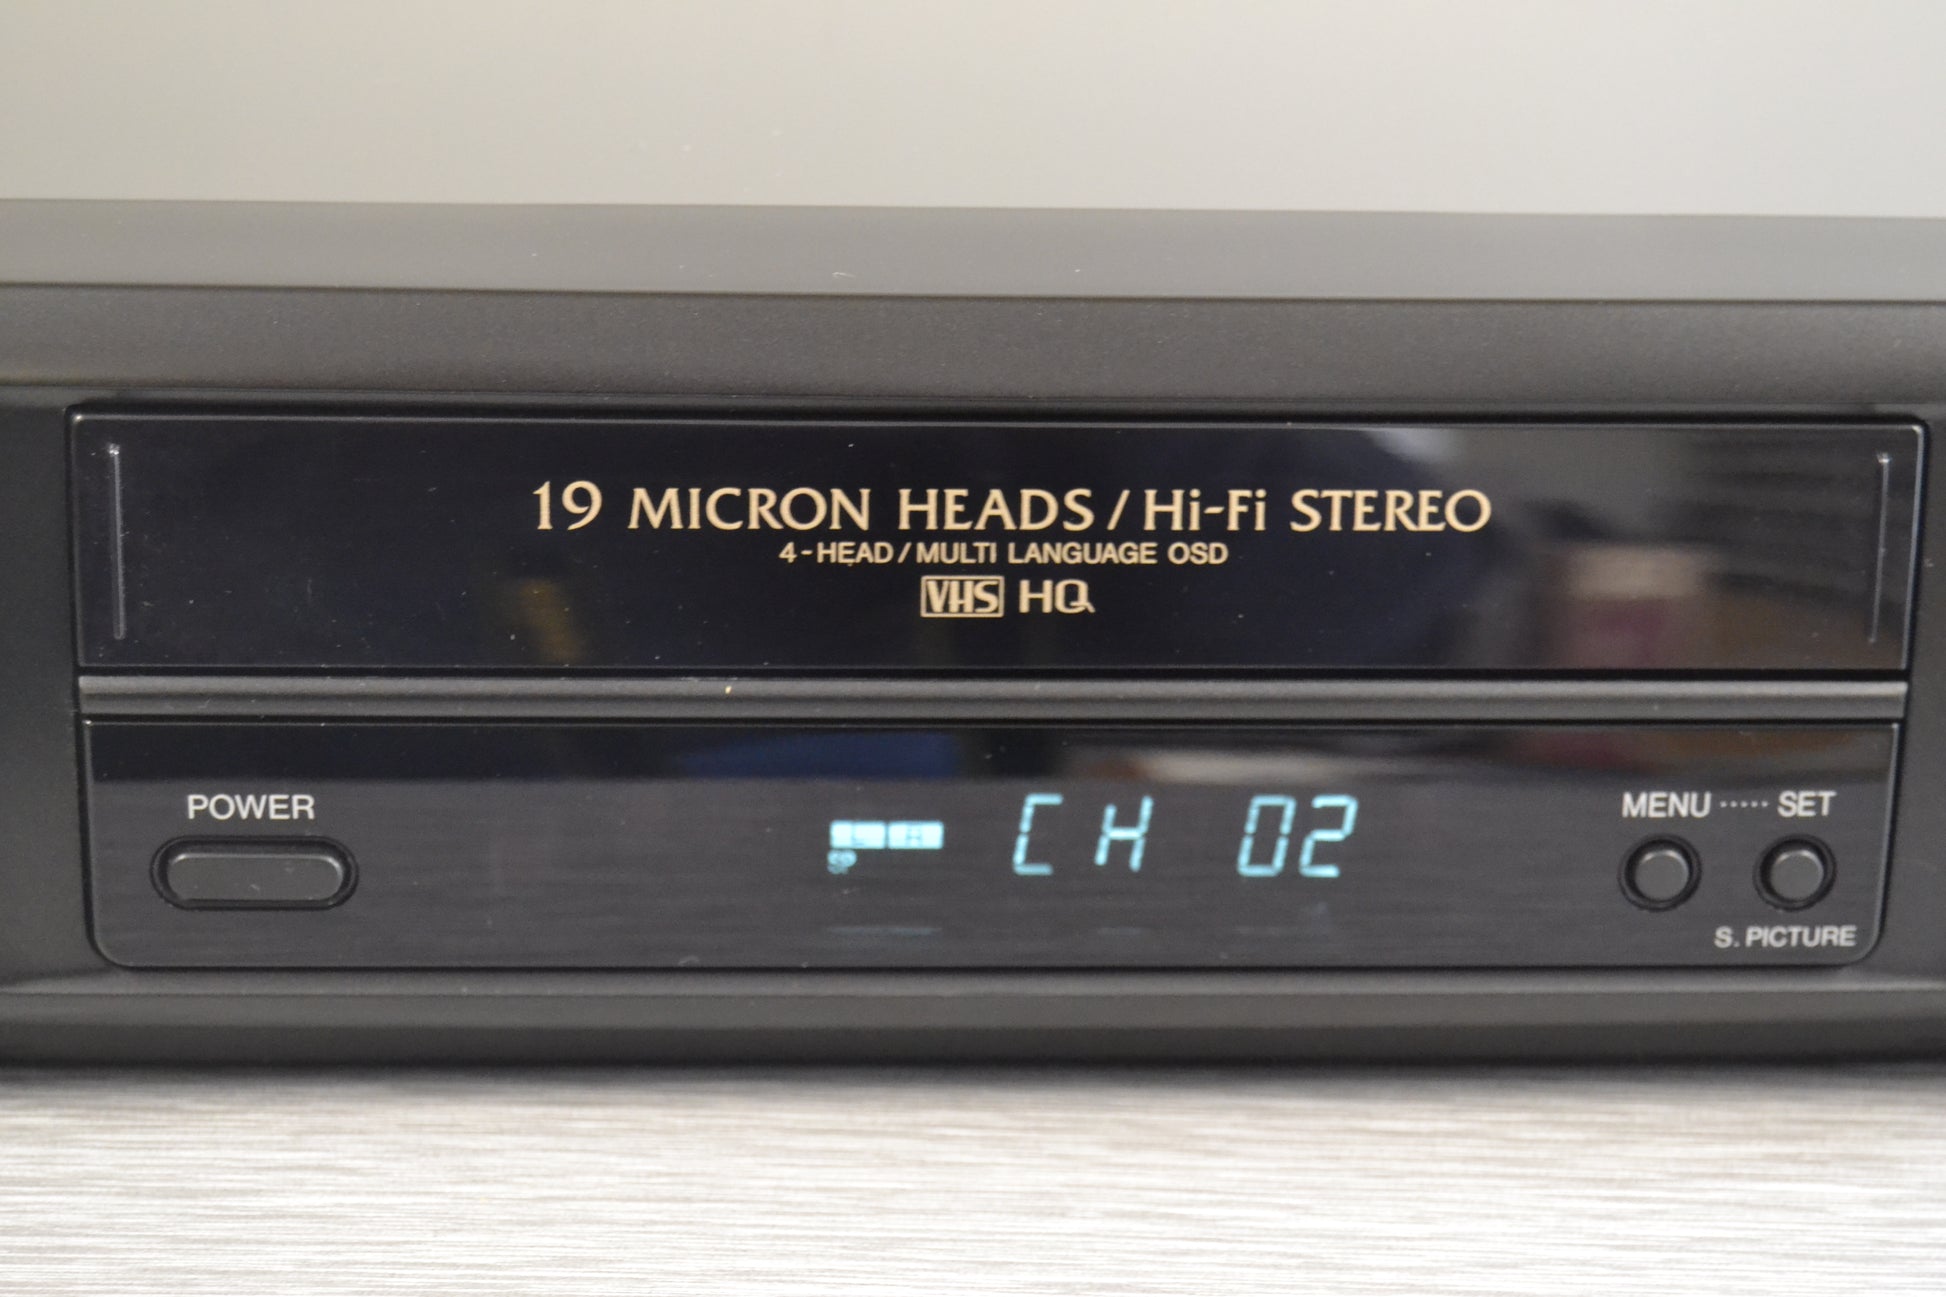 19 MICRON HEADS / Hi-Fi STEREO
4-HEAD / MULTI LANGUAGE OSD
VHS HQ
POWER
SP
CH 02
MENU ····· SET
S. PICTURE